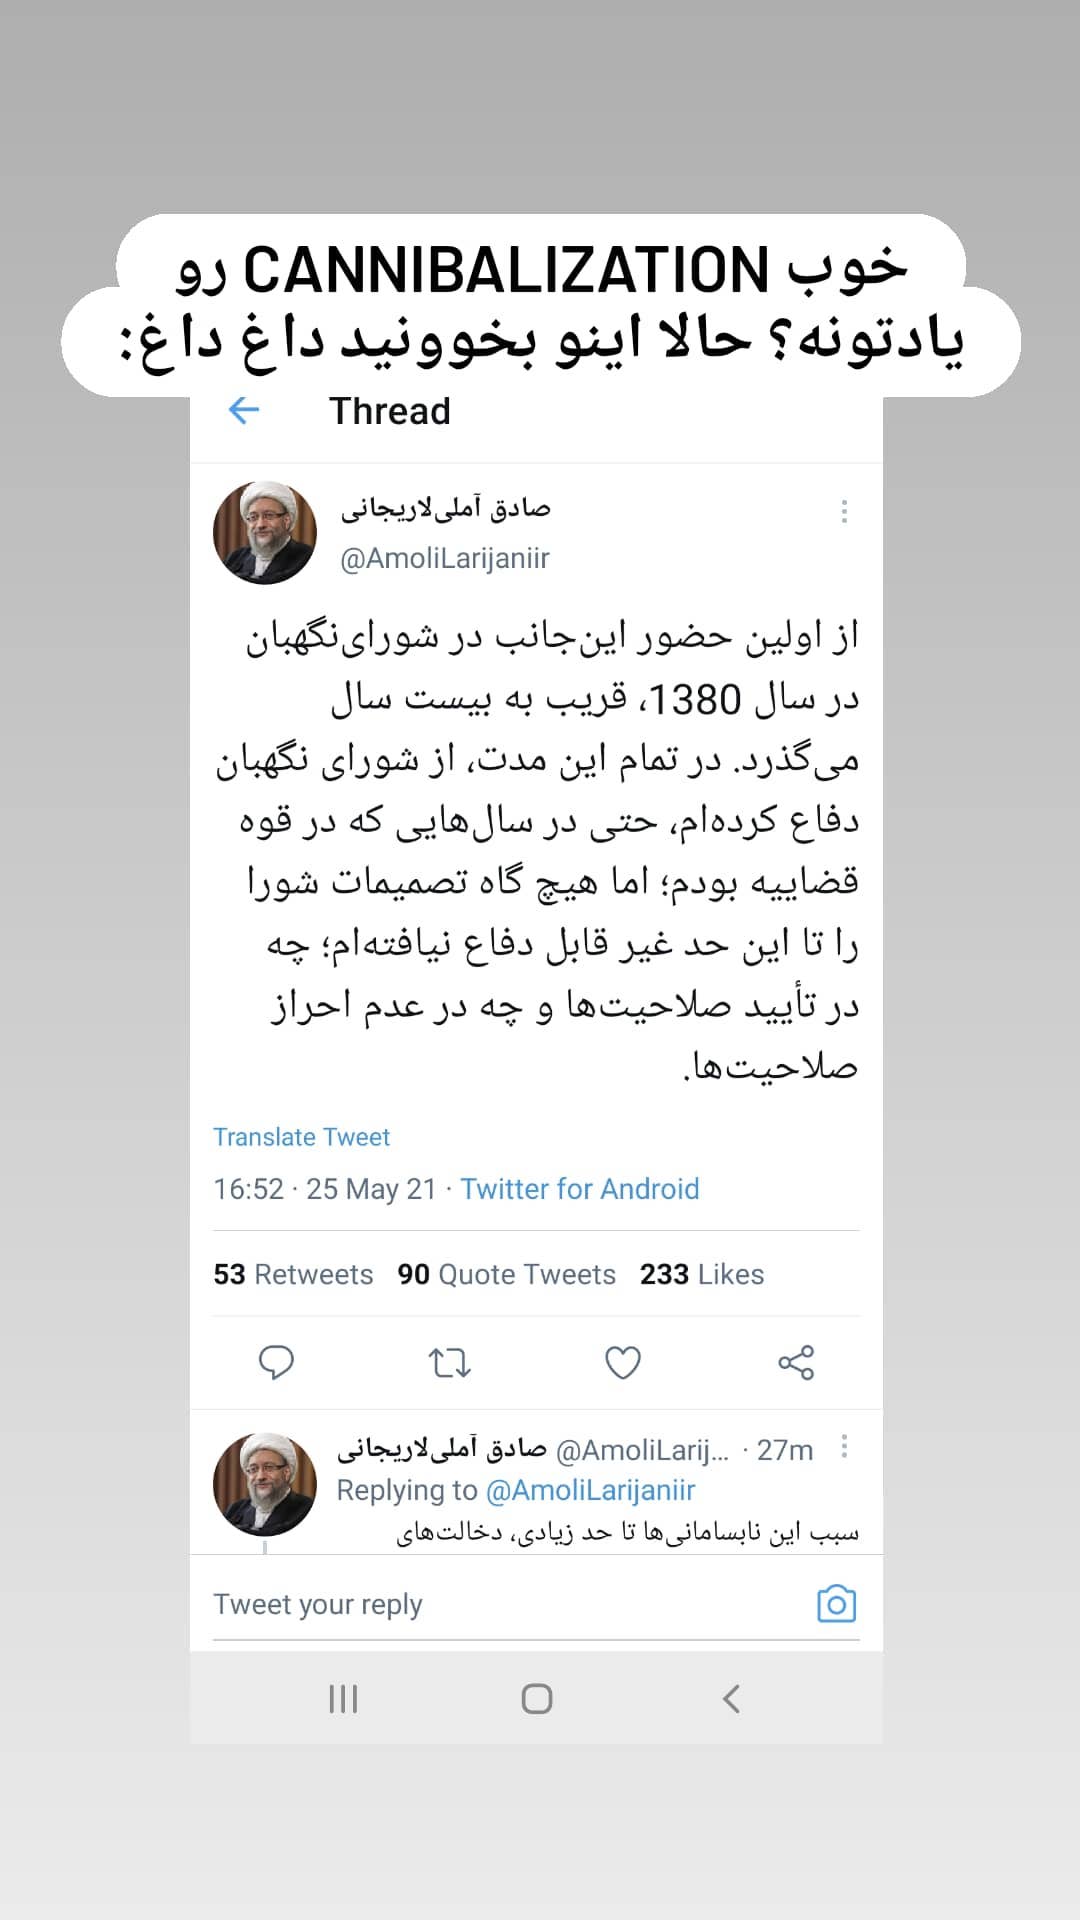 خوب CANNIBALIZATION رو
یادتونه؟ حالا اینو بخوونید داغ داغ:
Thread
صادق آملی‌لاریجانی
@AmoliLarijaniir
از اولین حضور این‌جانب در شورای‌نگهبان
در سال 1380، قریب به بیست سال
می‌گذرد. در تمام این مدت، از شورای نگهبان
دفاع کرده‌ام، حتی در سال‌هایی که در قوه
قضاییه بودم؛ اما هیچ گاه تصمیمات شورا
را تا این حد غیر قابل دفاع نیافته‌ام؛ چه
در تأیید صلاحیت‌ها و چه در عدم احراز
صلاحیت‌ها.
Translate Tweet
16:52 · 25 May 21 · Twitter for Android
53 Retweets 90 Quote Tweets 233 Likes
صادق آملی‌لاریجانی @AmoliLarij... · 27m
Replying to @AmoliLarijaniir
سبب این نابسامانی‌ها تا حد زیادی، دخالت‌های
Tweet your reply